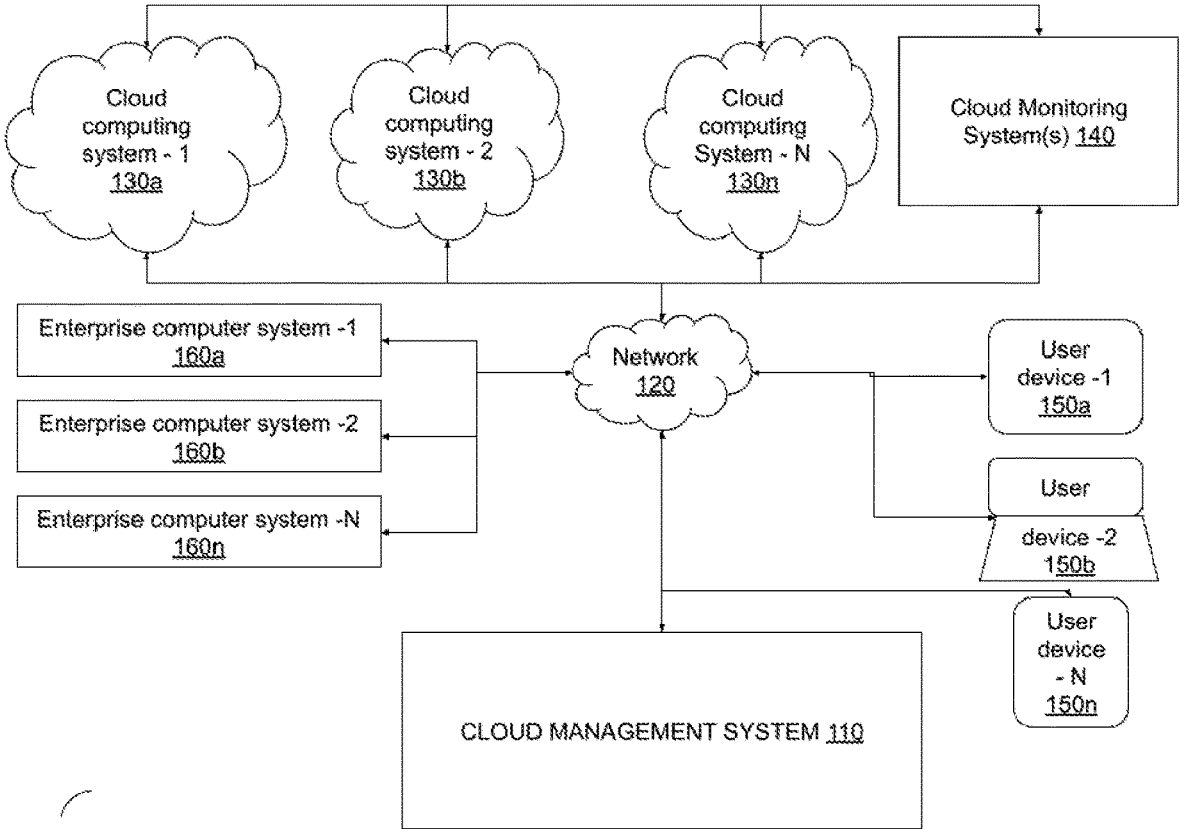 Cloud
computing
system - 1
130a
Cloud
computing
system - 2
130b
Cloud
computing
System - N
130n
Cloud Monitoring
System(s) 140
Enterprise computer system -1
160a
Enterprise computer system -2
160b
Enterprise computer system -N
160n
Network
120
User
device -1
150a
User
device -2
150b
User
device
- N
150n
CLOUD MANAGEMENT SYSTEM 110